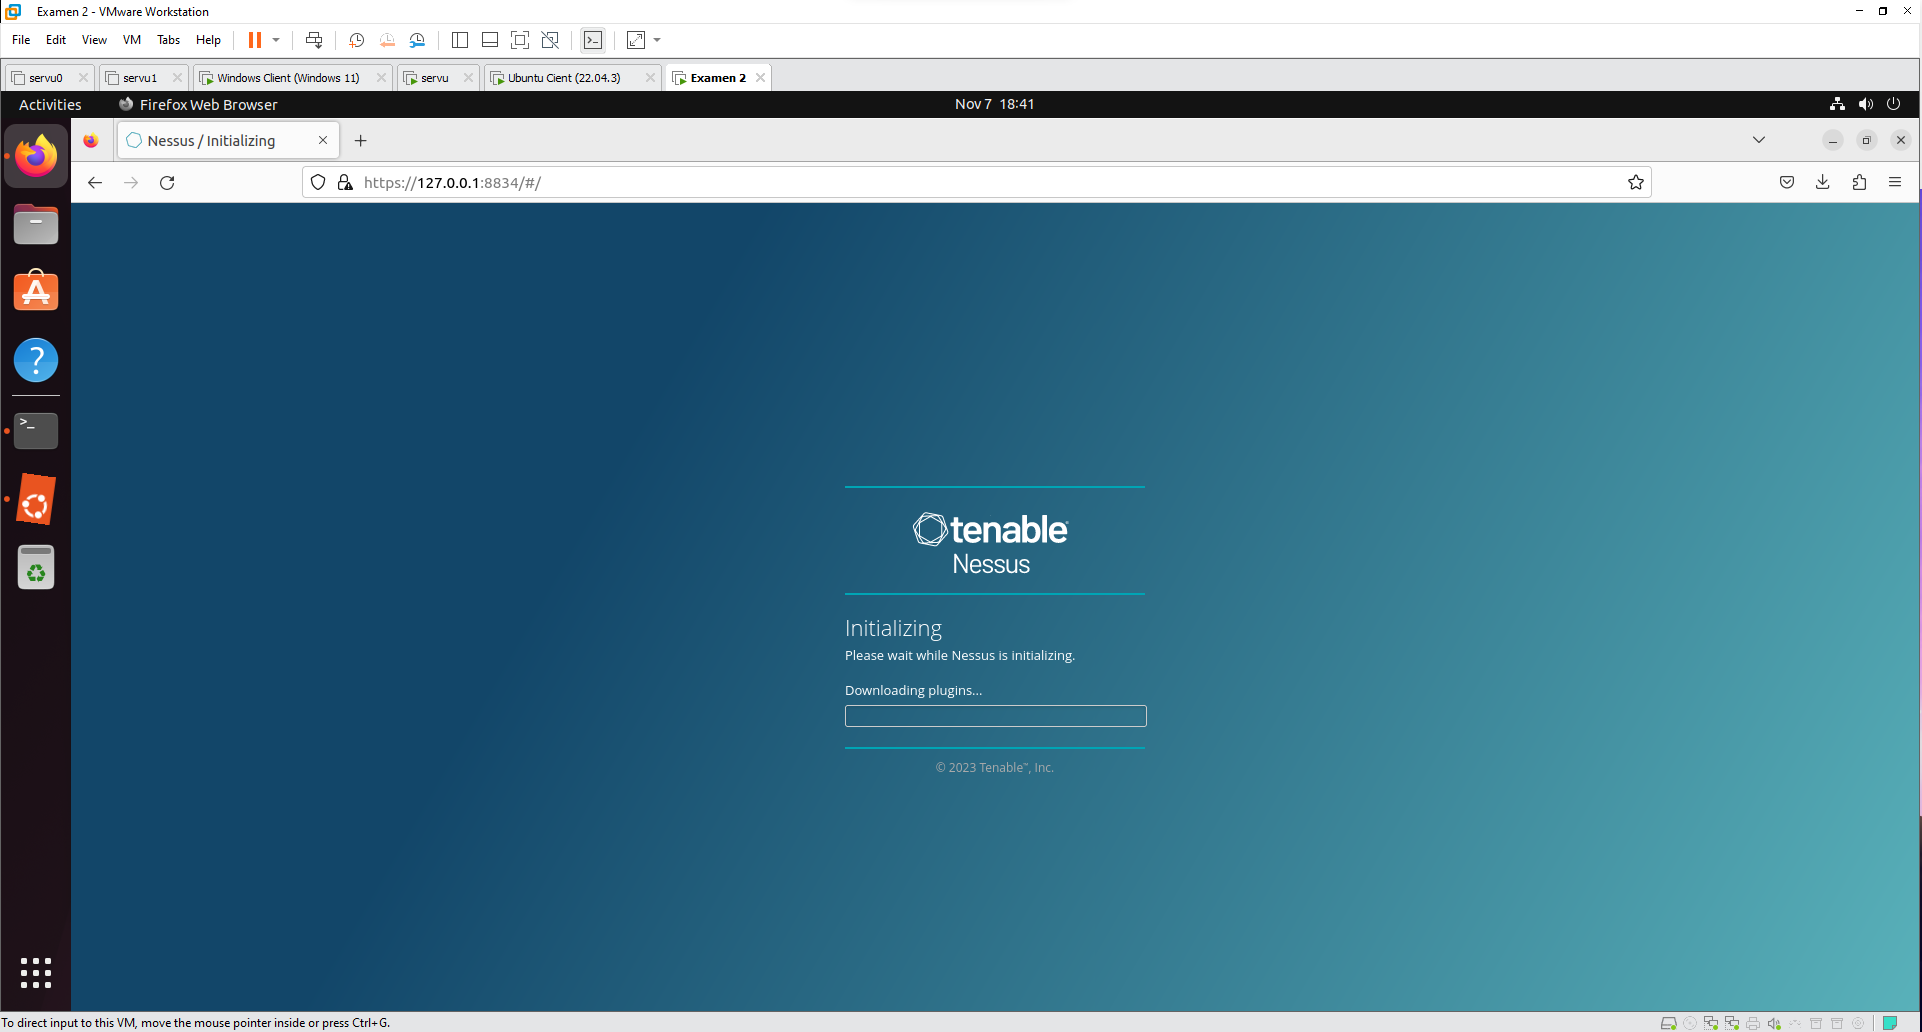 Examen 2 - VMware Workstation
File Edit View VM Tabs Help
servu0 servu1 Windows Client (Windows 11) servu Ubuntu Cient (22.04.3) Examen 2
Activities Firefox Web Browser Nov 7 18:41
Nessus / Initializing
https://127.0.0.1:8834/#/
tenable
Nessus
Initializing
Please wait while Nessus is initializing.
Downloading plugins...
© 2023 Tenable™, Inc.
To direct input to this VM, move the mouse pointer inside or press Ctrl+G.